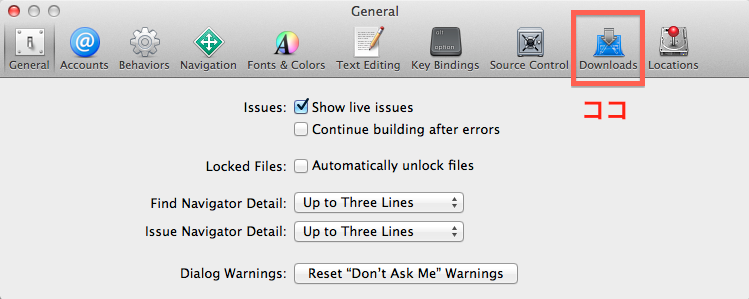 General
General Accounts Behaviors Navigation Fonts & Colors Text Editing Key Bindings Source Control Downloads Locations
alt
option
ココ
Issues: Show live issues
Continue building after errors
Locked Files: Automatically unlock files
Find Navigator Detail: Up to Three Lines
Issue Navigator Detail: Up to Three Lines
Dialog Warnings: Reset “Don’t Ask Me” Warnings